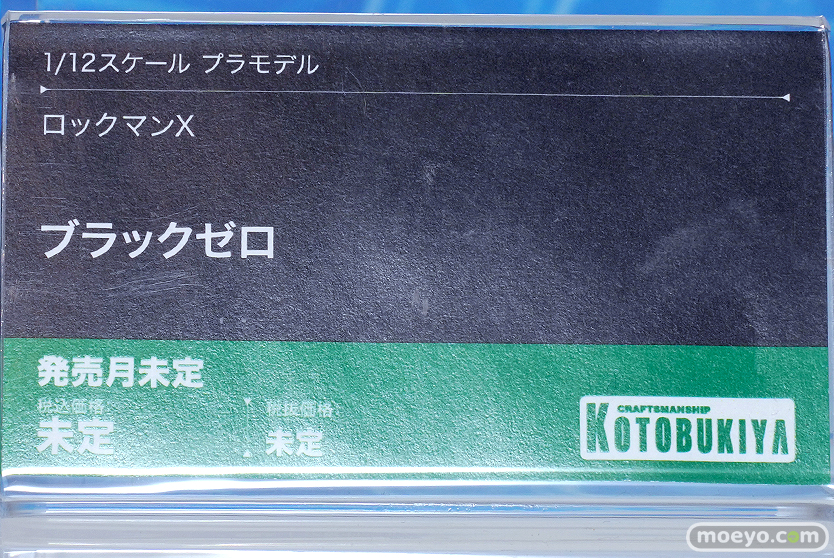 1/12スケール プラモデル
ロックマンX
ブラックゼロ
発売月未定
税込価格
未定
税抜価格
未定
CRAFTSMANSHIP
KOTOBUKIYA
moeyo.com